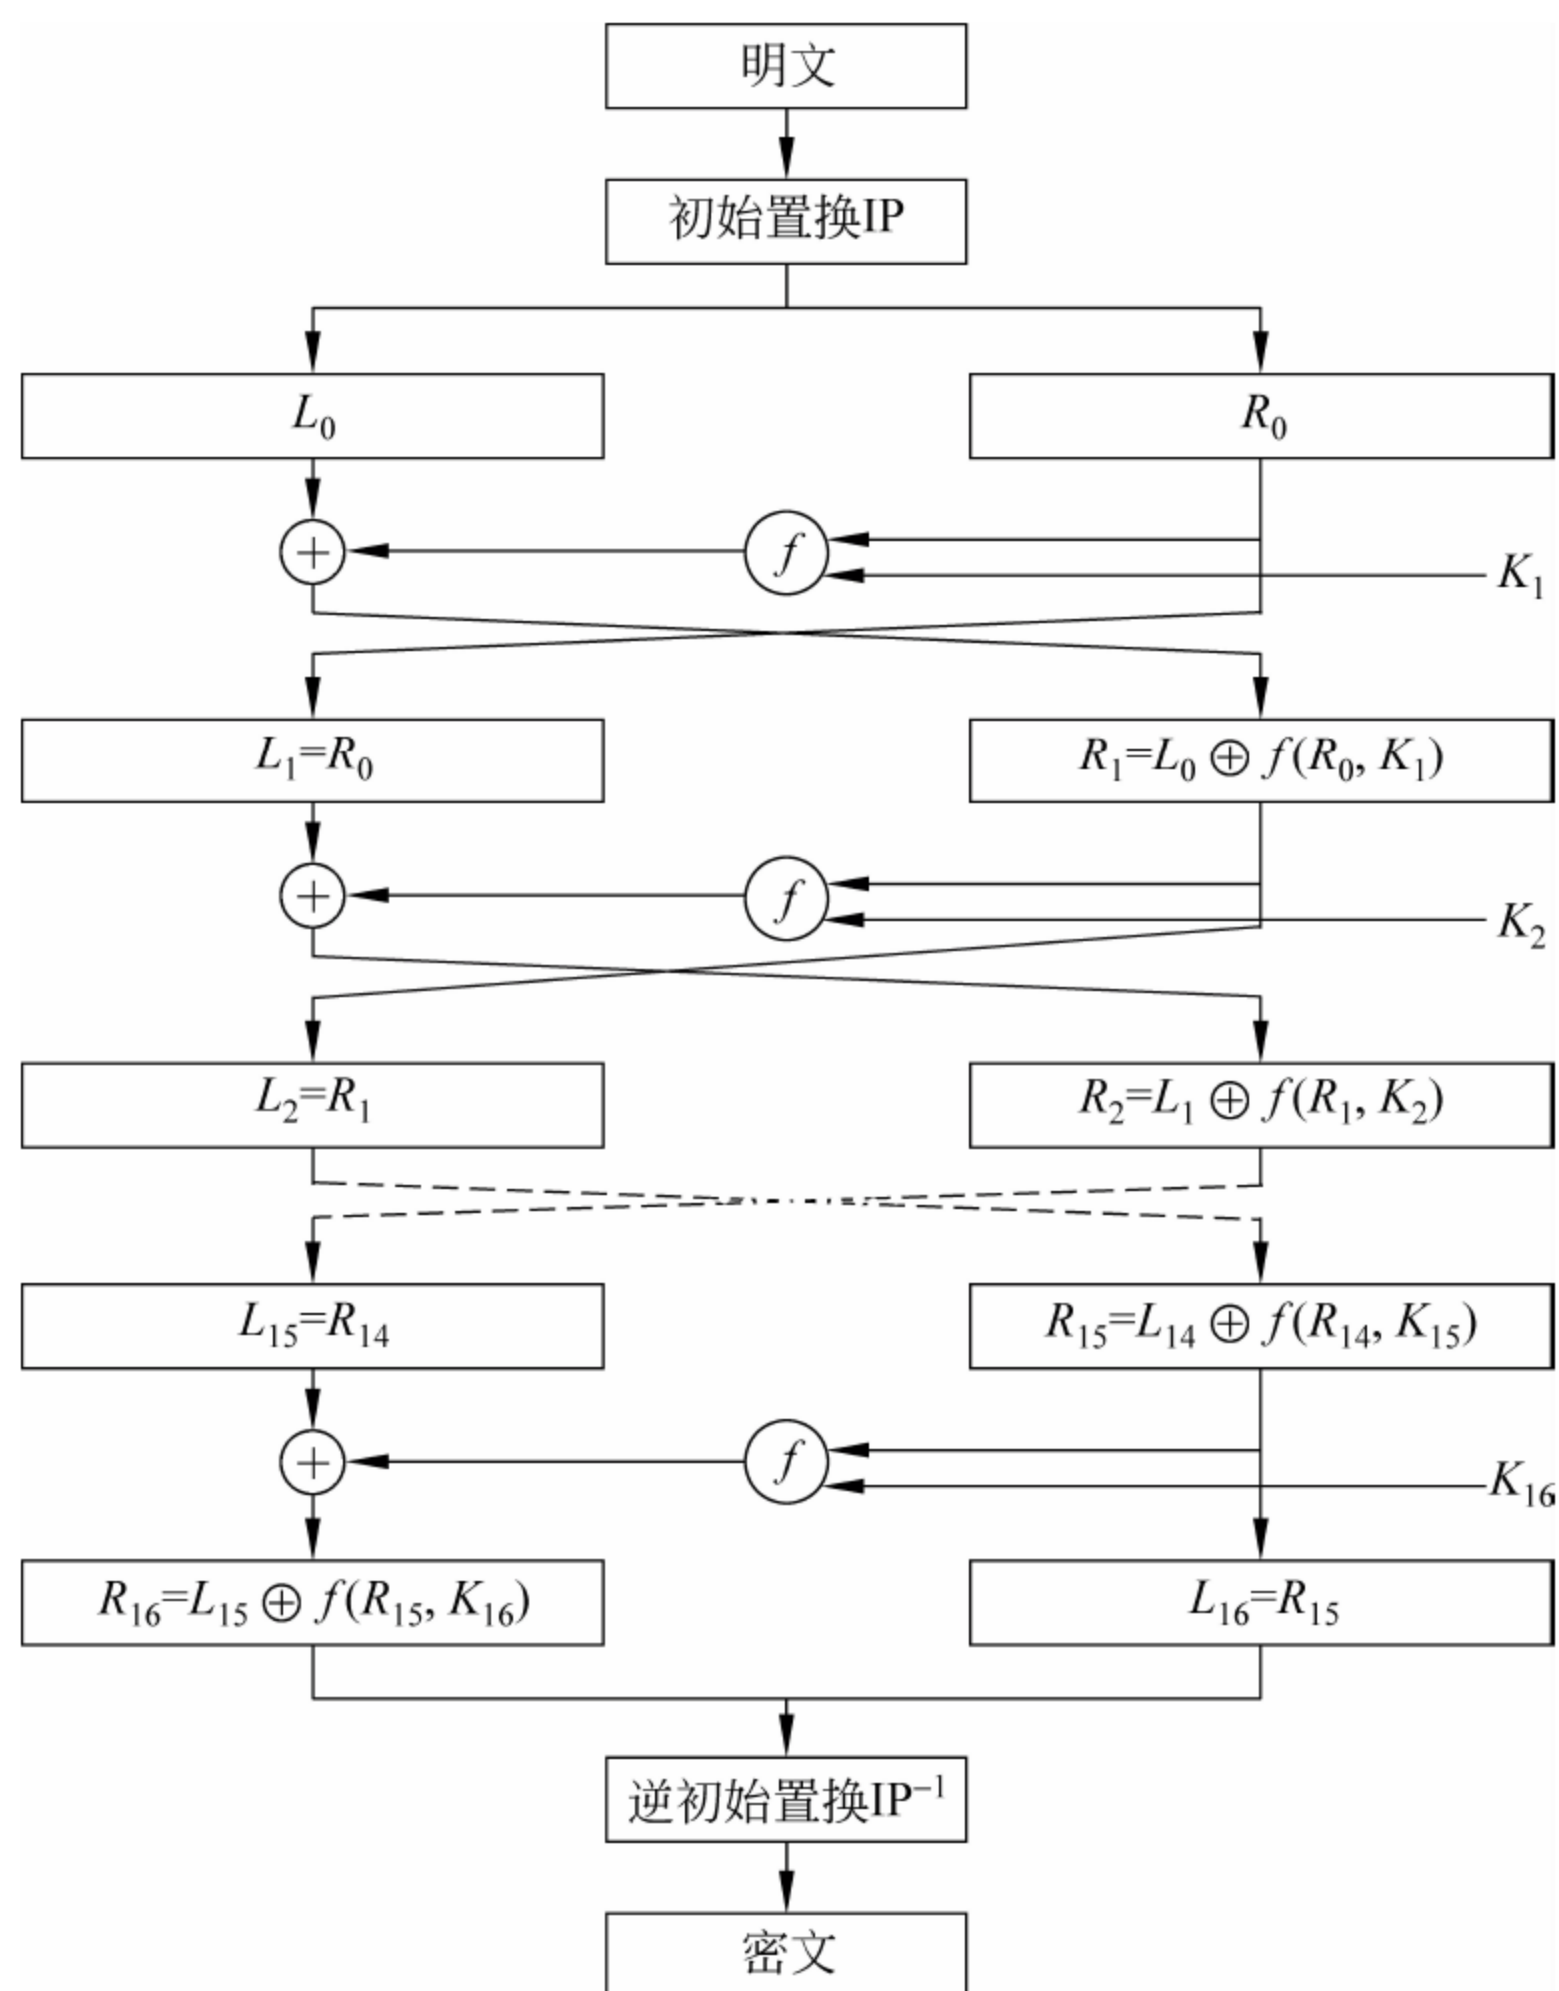 明文
初始置换IP
L₀
R₀
+
f
K₁
L₁=R₀
R₁=L₀ ⊕ f(R₀, K₁)
+
f
K₂
L₂=R₁
R₂=L₁ ⊕ f(R₁, K₂)
L₁₅=R₁₄
R₁₅=L₁₄ ⊕ f(R₁₄, K₁₅)
+
f
K₁₆
R₁₆=L₁₅ ⊕ f(R₁₅, K₁₆)
L₁₆=R₁₅
逆初始置换IP⁻¹
密文